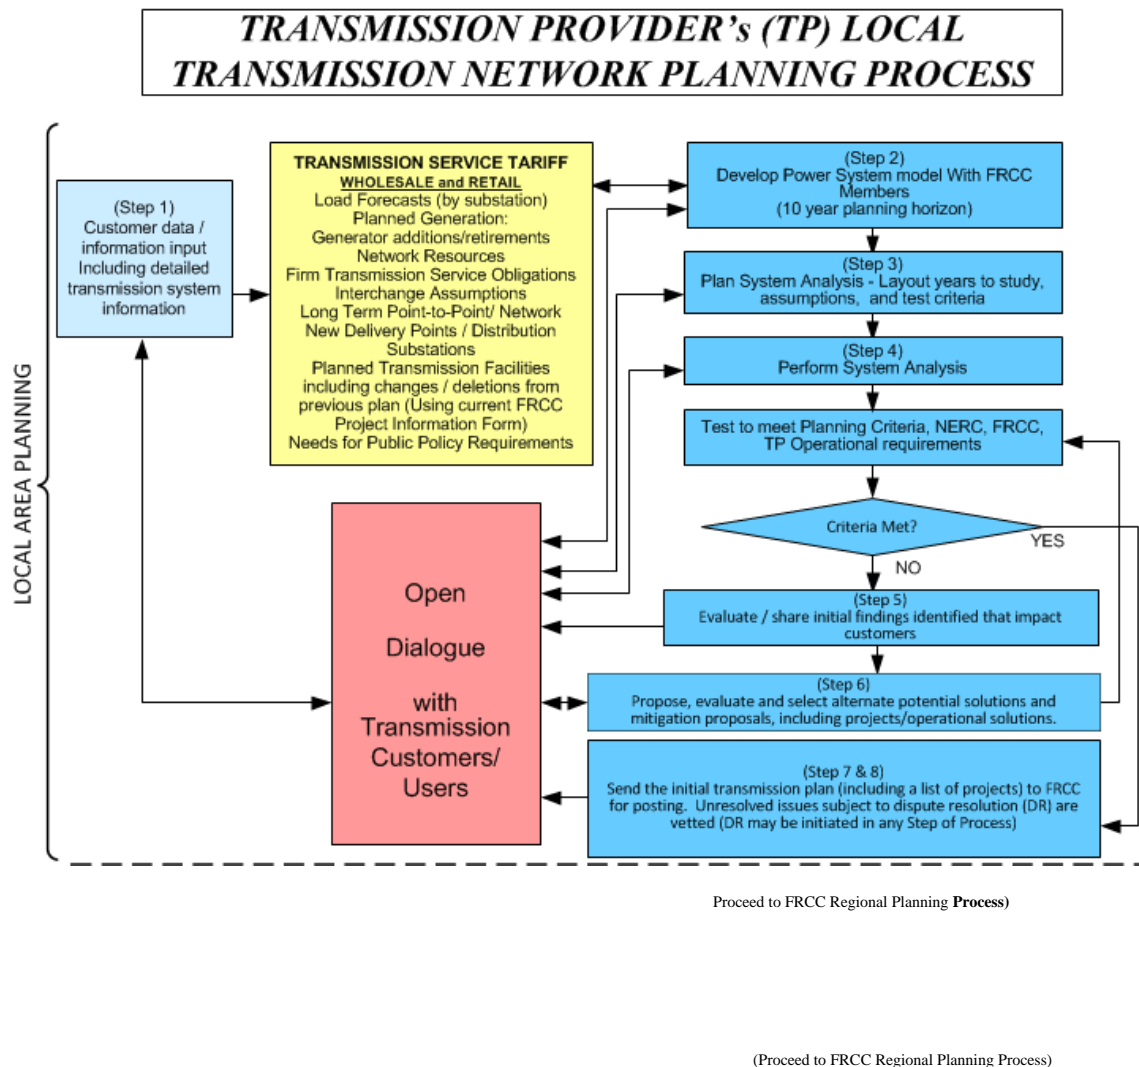 TRANSMISSION PROVIDER's (TP) LOCAL
TRANSMISSION NETWORK PLANNING PROCESS
LOCAL AREA PLANNING
(Step 1)
Customer data /
information input
Including detailed
transmission system
information
TRANSMISSION SERVICE TARIFF
WHOLESALE and RETAIL
Load Forecasts (by substation)
Planned Generation:
Generator additions/retirements
Network Resources
Firm Transmission Service Obligations
Interchange Assumptions
Long Term Point-to-Point/ Network
New Delivery Points / Distribution
Substations
Planned Transmission Facilities
including changes / deletions from
previous plan (Using current FRCC
Project Information Form)
Needs for Public Policy Requirements
(Step 2)
Develop Power System model With FRCC
Members
(10 year planning horizon)
(Step 3)
Plan System Analysis - Layout years to study,
assumptions, and test criteria
(Step 4)
Perform System Analysis
Test to meet Planning Criteria, NERC, FRCC,
TP Operational requirements
Criteria Met?
YES
NO
(Step 5)
Evaluate / share initial findings identified that impact
customers
(Step 6)
Propose, evaluate and select alternate potential solutions and
mitigation proposals, including projects/operational solutions.
(Step 7 & 8)
Send the initial transmission plan (including a list of projects) to FRCC
for posting. Unresolved issues subject to dispute resolution (DR) are
vetted (DR may be initiated in any Step of Process)
Open
Dialogue
with
Transmission
Customers/
Users
Proceed to FRCC Regional Planning Process)
(Proceed to FRCC Regional Planning Process)